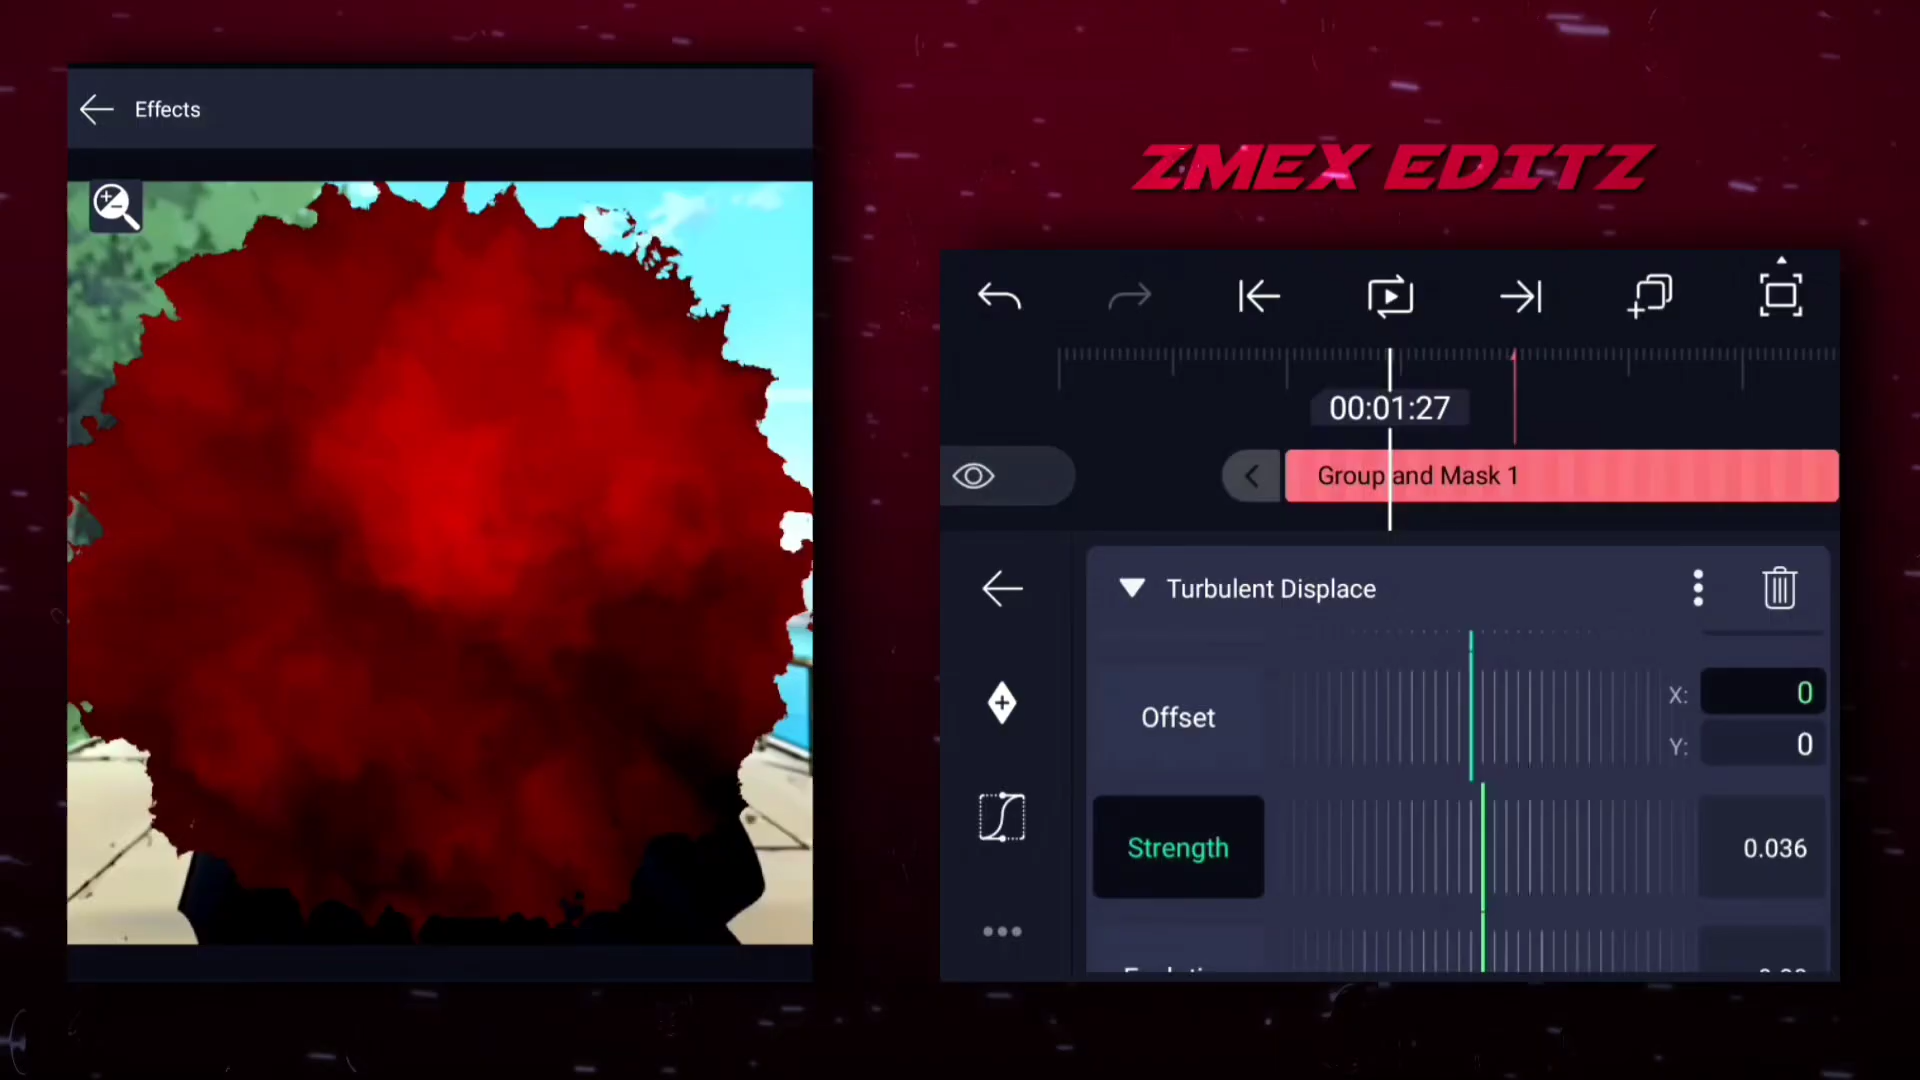 Effects
ZMEX EDITZ
00:01:27
Group and Mask 1
Turbulent Displace
Offset
X: 0
Y: 0
Strength
0.036